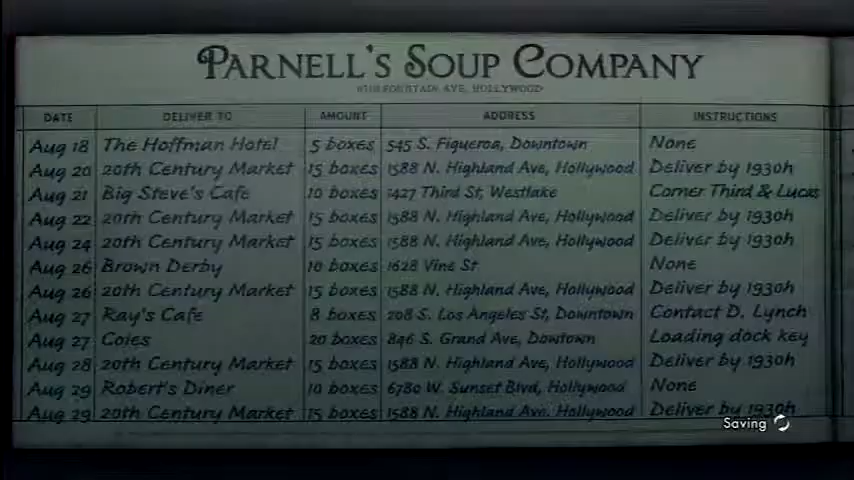 PARNELL'S SOUP COMPANY
FOUNTAIN AVE, HOLLYWOOD
DATE DELIVER TO AMOUNT ADDRESS INSTRUCTIONS
Aug 18 The Hoffman Hotel 5 boxes 545 S. Figueroa, Downtown None
Aug 20 20th Century Market 15 boxes 1588 N. Highland Ave, Hollywood Deliver by 1930h
Aug 21 Big Steve's Cafe 10 boxes 1427 Third St, Westlake Corner Third & Lucas
Aug 22 20th Century Market 15 boxes 1588 N. Highland Ave, Hollywood Deliver by 1930h
Aug 24 20th Century Market 15 boxes 1588 N. Highland Ave, Hollywood Deliver by 1930h
Aug 26 Brown Derby 10 boxes 1628 Vine St None
Aug 26 20th Century Market 15 boxes 1588 N. Highland Ave, Hollywood Deliver by 1930h
Aug 27 Ray's Cafe 8 boxes 208 S. Los Angeles St, Downtown Contact D. Lynch
Aug 27 Coles 20 boxes 846 S. Grand Ave, Dowtown Loading dock key
Aug 28 20th Century Market 15 boxes 1588 N. Highland Ave, Hollywood Deliver by 1930h
Aug 29 Robert's Diner 10 boxes 6780 W. Sunset Blvd, Hollywood None
Aug 29 20th Century Market 15 boxes 1588 N. Highland Ave. Hollywood Deliver by 1930h
Saving